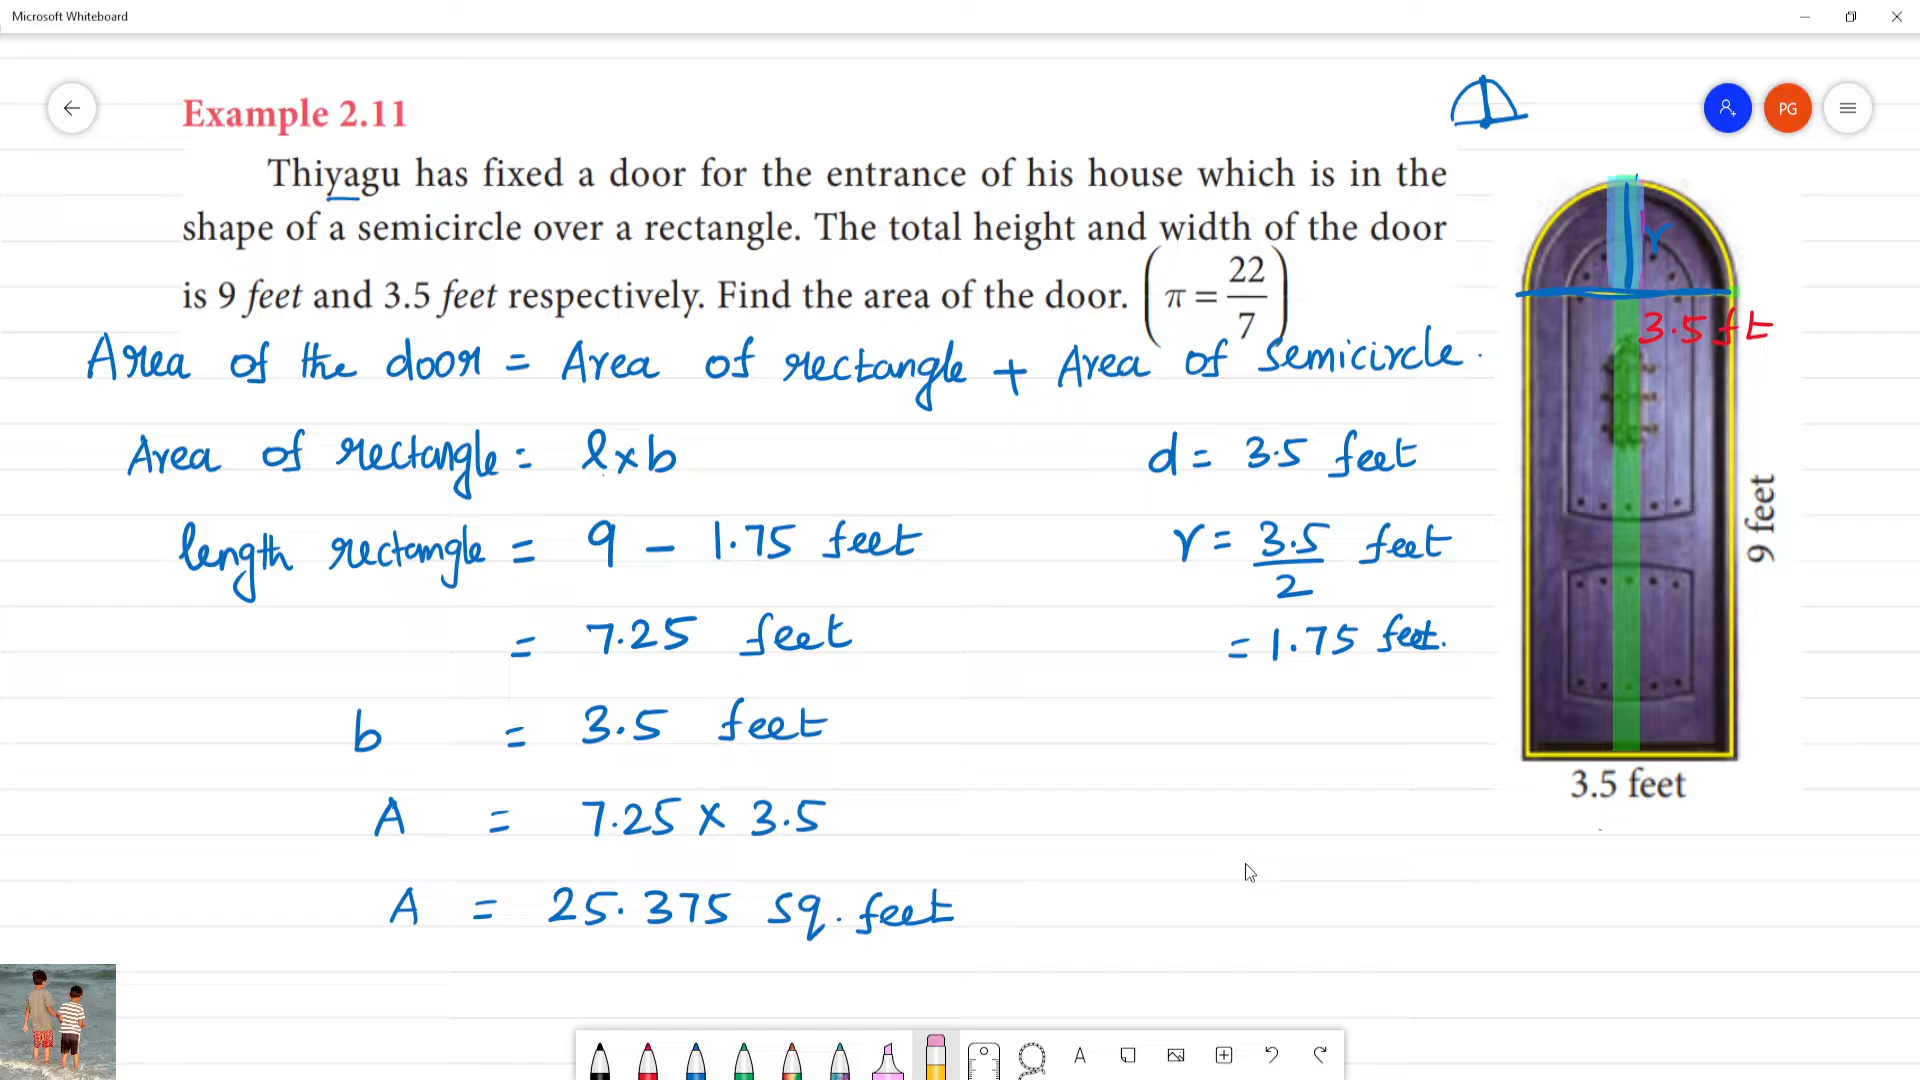 Microsoft Whiteboard
Example 2.11
PG
Thiyagu has fixed a door for the entrance of his house which is in the
shape of a semicircle over a rectangle. The total height and width of the door
is 9 feet and 3.5 feet respectively. Find the area of the door. (π = 22/7)
r
3.5 ft
Area of the door = Area of rectangle + Area of semicircle.
Area of rectangle = l x b
d = 3.5 feet
length rectangle = 9 - 1.75 feet
r = 3.5/2 feet
9 feet
= 7.25 feet
= 1.75 feet.
b = 3.5 feet
3.5 feet
A = 7.25 x 3.5
A = 25.375 sq. feet
A